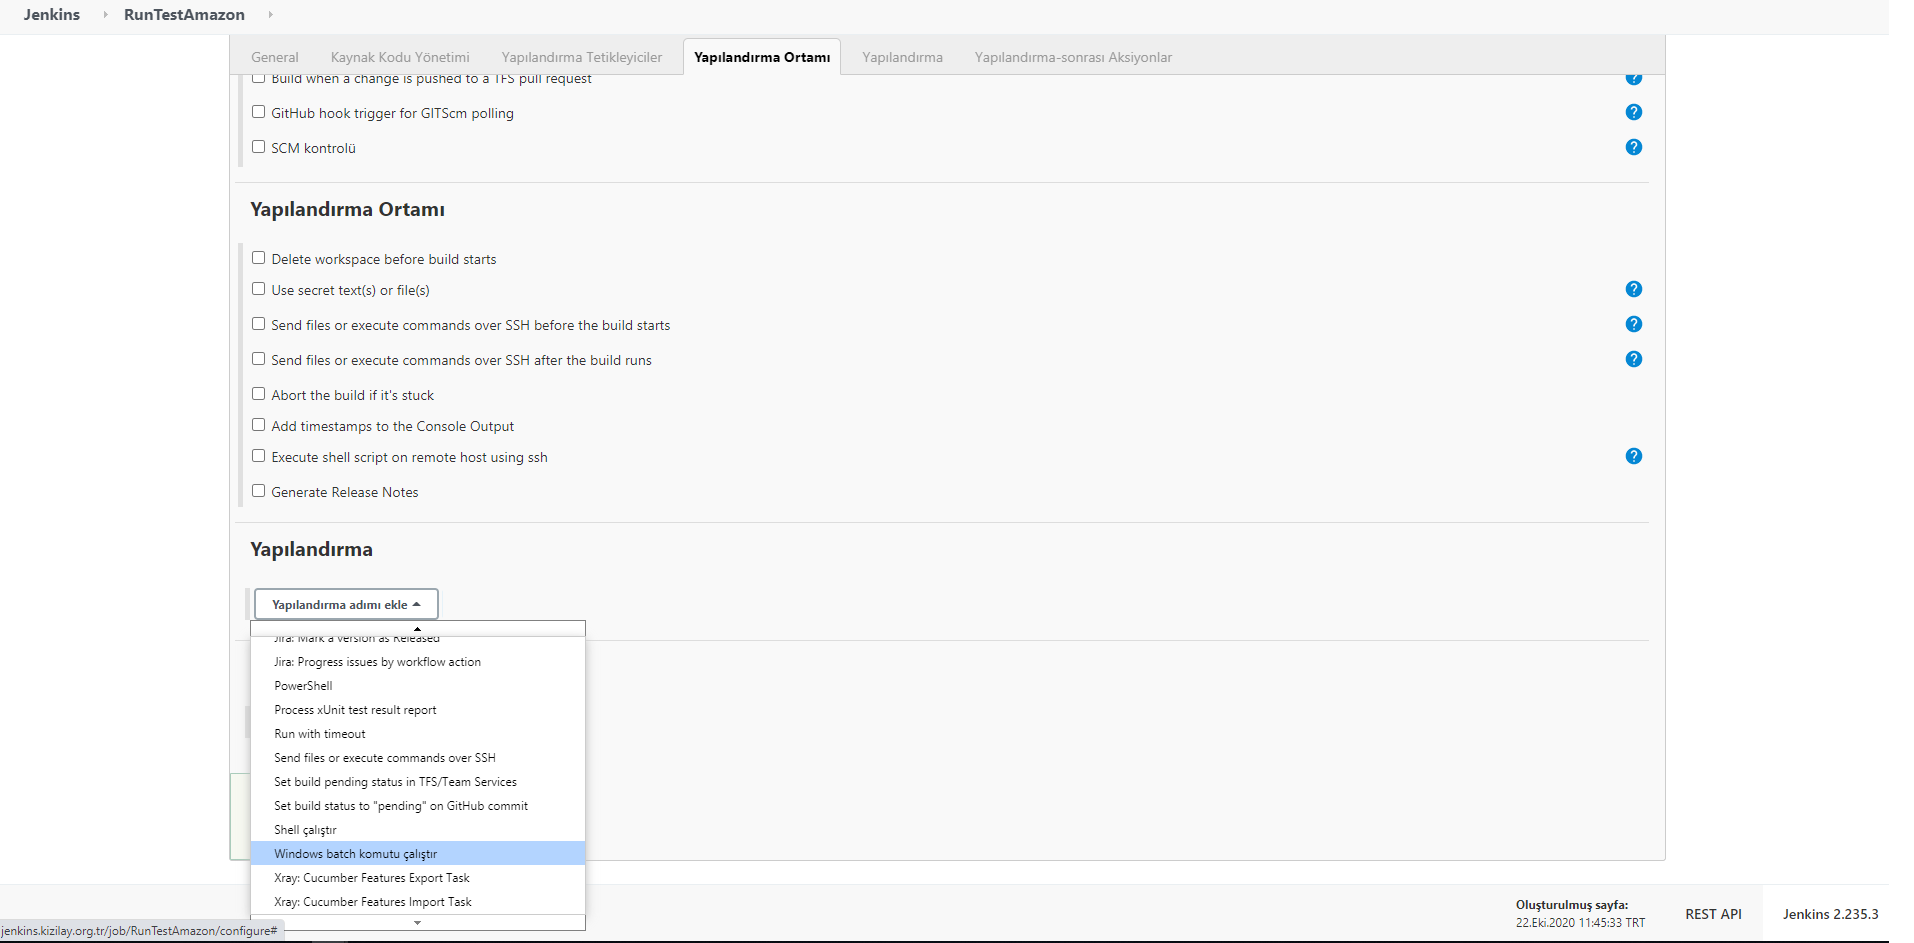 Jenkins RunTestAmazon
General Kaynak Kodu Yönetimi Yapılandırma Tetikleyiciler Yapılandırma Ortamı Yapılandırma Yapılandırma-sonrası Aksiyonlar
Build when a change is pushed to a TFS pull request
GitHub hook trigger for GITScm polling
SCM kontrolü
Yapılandırma Ortamı
Delete workspace before build starts
Use secret text(s) or file(s)
Send files or execute commands over SSH before the build starts
Send files or execute commands over SSH after the build runs
Abort the build if it's stuck
Add timestamps to the Console Output
Execute shell script on remote host using ssh
Generate Release Notes
Yapılandırma
Yapılandırma adımı ekle
Jira: Mark a version as Released
Jira: Progress issues by workflow action
PowerShell
Process xUnit test result report
Run with timeout
Send files or execute commands over SSH
Set build pending status in TFS/Team Services
Set build status to "pending" on GitHub commit
Shell çalıştır
Windows batch komutu çalıştır
Xray: Cucumber Features Export Task
Xray: Cucumber Features Import Task
Oluşturulmuş sayfa:
22.Eki.2020 11:45:33 TRT
REST API
Jenkins 2.235.3
jenkins.kizilay.org.tr/job/RunTestAmazon/configure#